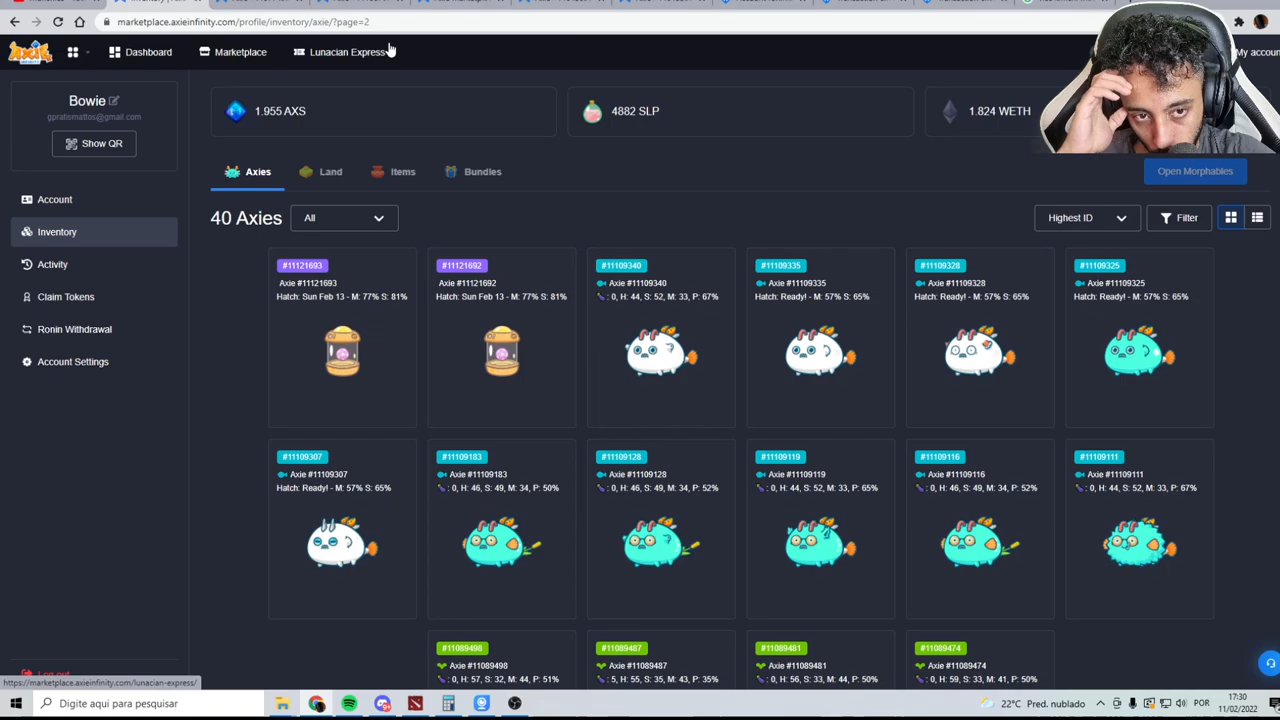 marketplace.axieinfinity.com/profile/inventory/axie/?page=2
Dashboard
Marketplace
Lunacian Express
My account
Bowie
gpratismattos@gmail.com
Show QR
1.955 AXS
4882 SLP
1.824 WETH
Axies
Land
Items
Bundles
Open Morphables
Account
Inventory
Activity
Claim Tokens
Ronin Withdrawal
Account Settings
40 Axies
All
Highest ID
Filter
#11121693
Axie #11121693
Hatch: Sun Feb 13 - M: 77% S: 81%
#11121692
Axie #11121692
Hatch: Sun Feb 13 - M: 77% S: 81%
#11109340
Axie #11109340
: 0, H: 44, S: 52, M: 33, P: 67%
#11109335
Axie #11109335
Hatch: Ready! - M: 57% S: 65%
#11109328
Axie #11109328
Hatch: Ready! - M: 57% S: 65%
#11109325
Axie #11109325
Hatch: Ready! - M: 57% S: 65%
#11109307
Axie #11109307
Hatch: Ready! - M: 57% S: 65%
#11109183
Axie #11109183
: 0, H: 46, S: 49, M: 34, P: 50%
#11109128
Axie #11109128
: 0, H: 46, S: 49, M: 34, P: 52%
#11109119
Axie #11109119
: 0, H: 44, S: 52, M: 33, P: 65%
#11109116
Axie #11109116
: 0, H: 46, S: 49, M: 34, P: 52%
#11109111
Axie #11109111
: 0, H: 44, S: 52, M: 33, P: 67%
#11089498
Axie #11089498
: 0, H: 57, S: 32, M: 44, P: 51%
#11089487
Axie #11089487
: 5, H: 55, S: 35, M: 43, P: 35%
#11089481
Axie #11089481
: 0, H: 56, S: 33, M: 44, P: 50%
#11089474
Axie #11089474
: 0, H: 59, S: 33, M: 41, P: 50%
Log out
https://marketplace.axieinfinity.com/lunacian-express/
Digite aqui para pesquisar
22°C Pred. nublado
POR
17:30
11/02/2022